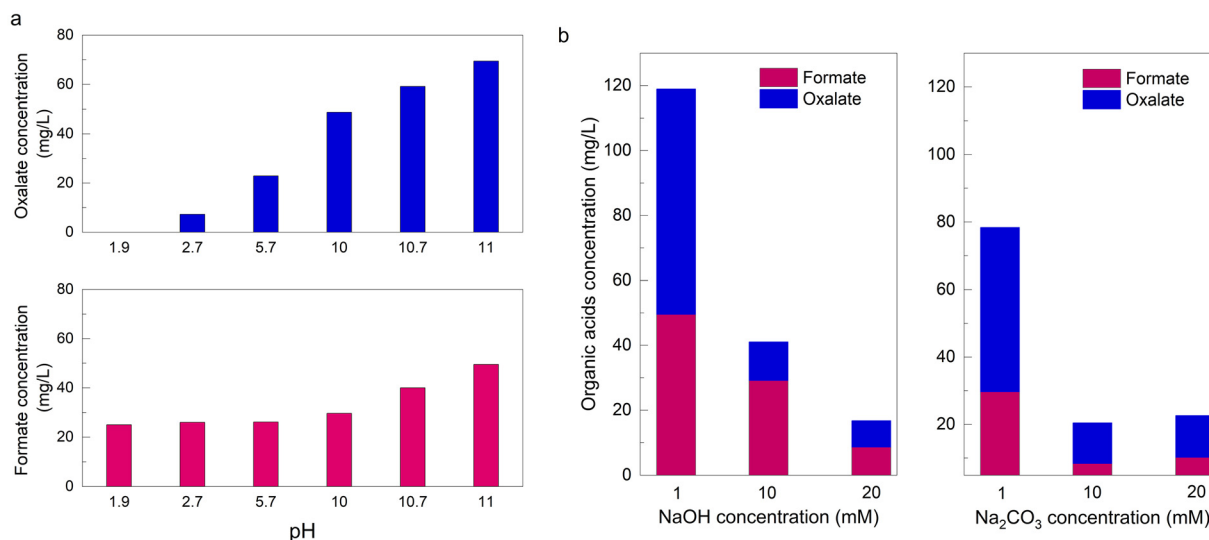 a
Oxalate concentration
(mg/L)
80
60
40
20
0
1.9 2.7 5.7 10 10.7 11
Formate concentration
(mg/L)
80
60
40
20
0
1.9 2.7 5.7 10 10.7 11
pH
b
Organic acids concentration (mg/L)
120
100
80
60
40
20
0
Formate
Oxalate
1 10 20
NaOH concentration (mM)
120
100
80
60
40
20
Formate
Oxalate
1 10 20
Na₂CO₃ concentration (mM)